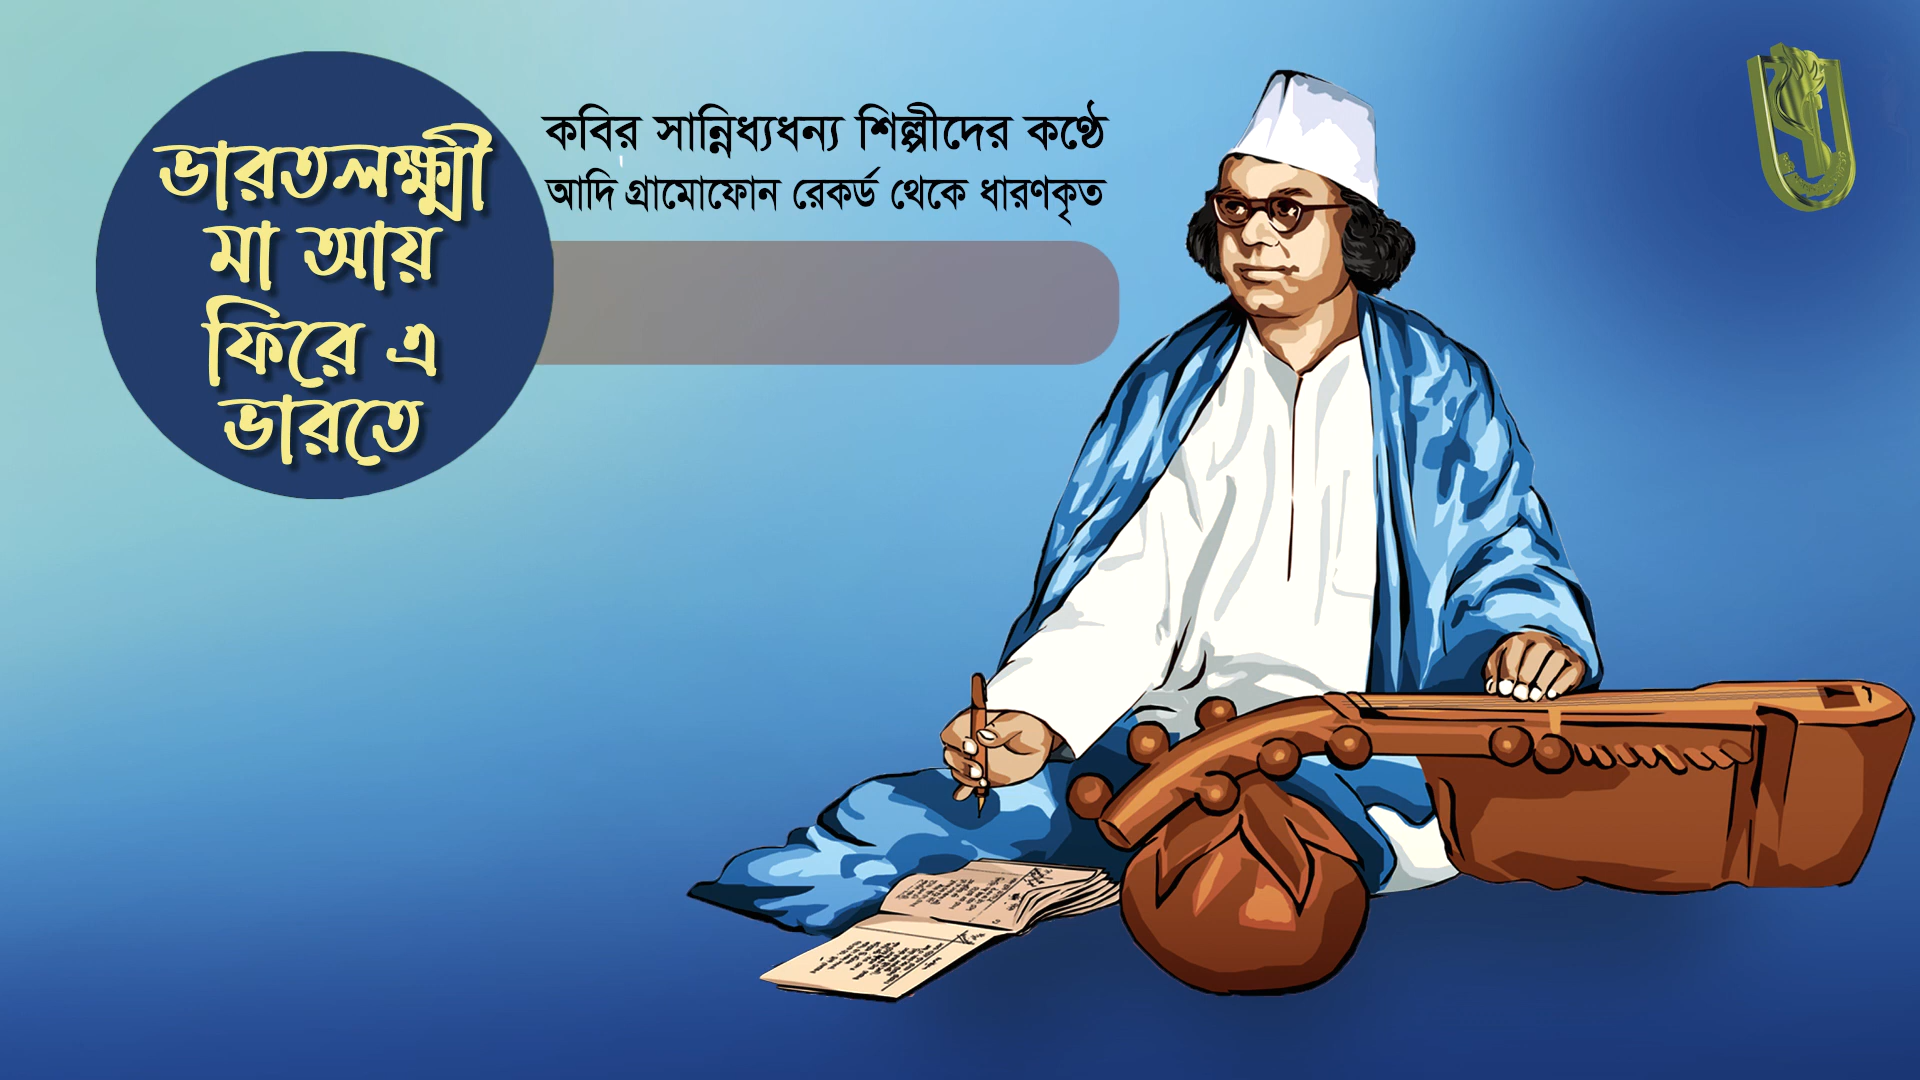 ভারতলক্ষ্মী
মা আয়
ফিরে এ
ভারতে
কবির সান্নিধ্যধন্য শিল্পীদের কণ্ঠে
আদি গ্রামোফোন রেকর্ড থেকে ধারণকৃত